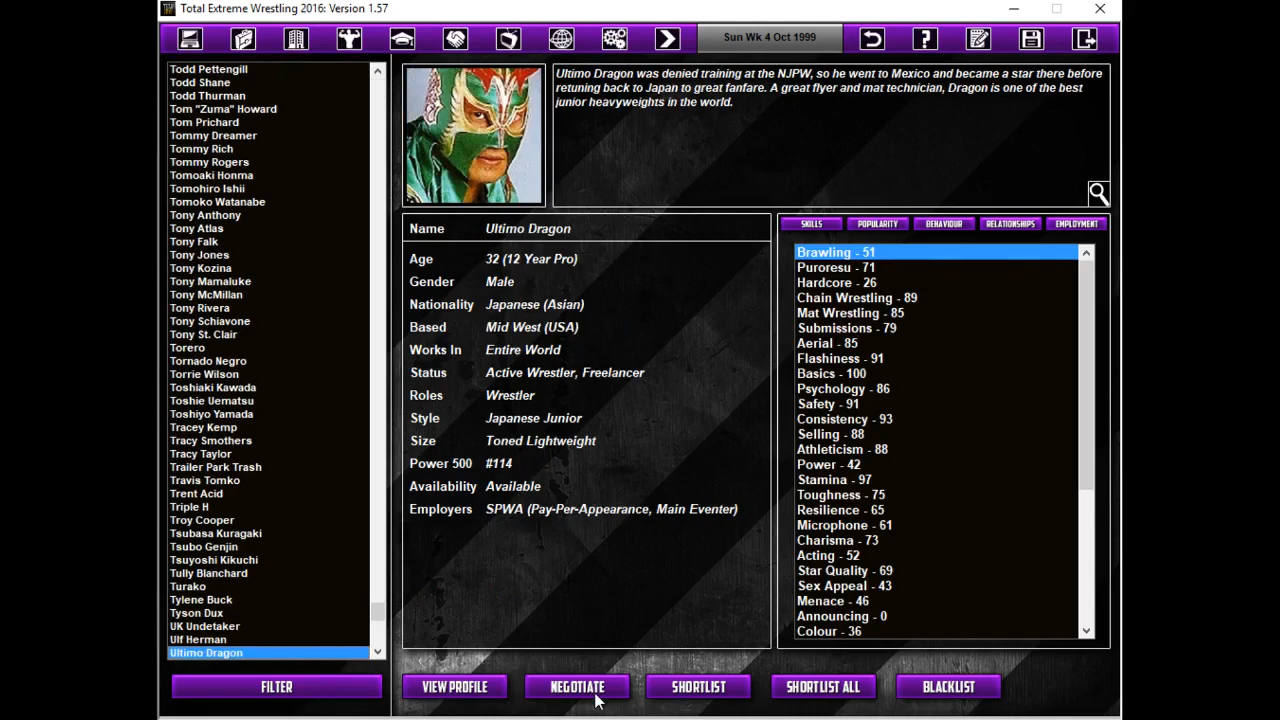 Total Extreme Wrestling 2016: Version 1.57
Sun Wk 4 Oct 1999
Todd Pettengill
Todd Shane
Todd Thurman
Tom "Zuma" Howard
Tom Prichard
Tommy Dreamer
Tommy Rich
Tommy Rogers
Tomoaki Honma
Tomohiro Ishii
Tomoko Watanabe
Tony Anthony
Tony Atlas
Tony Falk
Tony Jones
Tony Kozina
Tony Mamaluke
Tony McMillan
Tony Rivera
Tony Schiavone
Tony St. Clair
Torero
Tornado Negro
Torrie Wilson
Toshiaki Kawada
Toshie Uematsu
Toshiyo Yamada
Tracey Kemp
Tracy Smothers
Tracy Taylor
Trailer Park Trash
Travis Tomko
Trent Acid
Triple H
Troy Cooper
Tsubasa Kuragaki
Tsubo Genjin
Tsuyoshi Kikuchi
Tully Blanchard
Turako
Tylene Buck
Tyson Dux
UK Undertaker
Ulf Herman
Ultimo Dragon
FILTER
Ultimo Dragon was denied training at the NJPW, so he went to Mexico and became a star there before
retuning back to Japan to great fanfare. A great flyer and mat technician, Dragon is one of the best
junior heavyweights in the world.
Name Ultimo Dragon
Age 32 (12 Year Pro)
Gender Male
Nationality Japanese (Asian)
Based Mid West (USA)
Works In Entire World
Status Active Wrestler, Freelancer
Roles Wrestler
Style Japanese Junior
Size Toned Lightweight
Power 500 #114
Availability Available
Employers SPWA (Pay-Per-Appearance, Main Eventer)
SKILLS POPULARITY BEHAVIOUR RELATIONSHIPS EMPLOYMENT
Brawling - 51
Puroresu - 71
Hardcore - 26
Chain Wrestling - 89
Mat Wrestling - 85
Submissions - 79
Aerial - 85
Flashiness - 91
Basics - 100
Psychology - 86
Safety - 91
Consistency - 93
Selling - 88
Athleticism - 88
Power - 42
Stamina - 97
Toughness - 75
Resilience - 65
Microphone - 61
Charisma - 73
Acting - 52
Star Quality - 69
Sex Appeal - 43
Menace - 46
Announcing - 0
Colour - 36
VIEW PROFILE NEGOTIATE SHORTLIST SHORTLIST ALL BLACKLIST